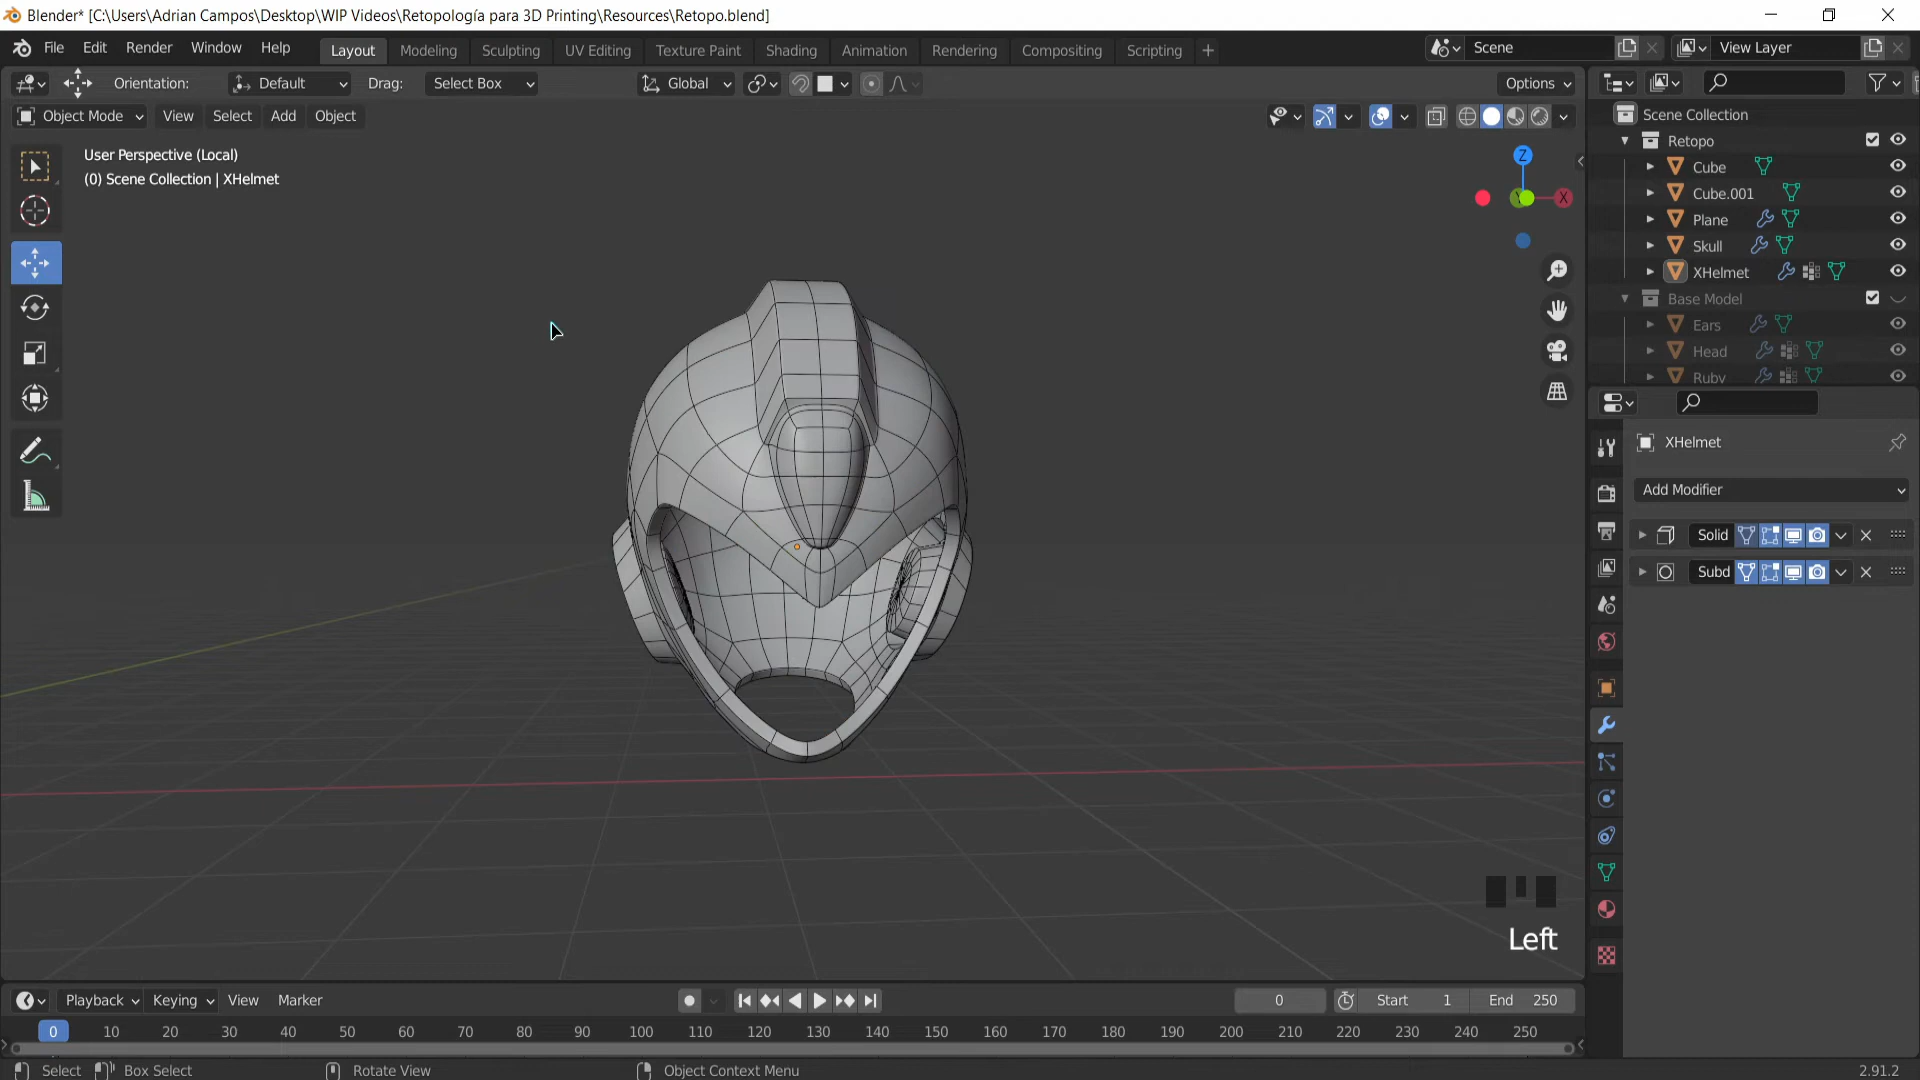 Blender* [C:\Users\Adrian Campos\Desktop\WIP Videos\Retopología para 3D Printing\Resources\Retopo.blend]
File Edit Render Window Help Layout Modeling Sculpting UV Editing Texture Paint Shading Animation Rendering Compositing Scripting + Scene View Layer
Orientation: Default Drag: Select Box Global Options
Object Mode View Select Add Object
User Perspective (Local)
(0) Scene Collection | XHelmet
Z
Y X
Scene Collection
Retopo
Cube
Cube.001
Plane
Skull
XHelmet
Base Model
Ears
Head
Ruby
XHelmet
Add Modifier
Solid
Subd
Left
Playback Keying View Marker 0 Start 1 End 250
0 10 20 30 40 50 60 70 80 90 100 110 120 130 140 150 160 170 180 190 200 210 220 230 240 250
Select Box Select Rotate View Object Context Menu 2.91.2